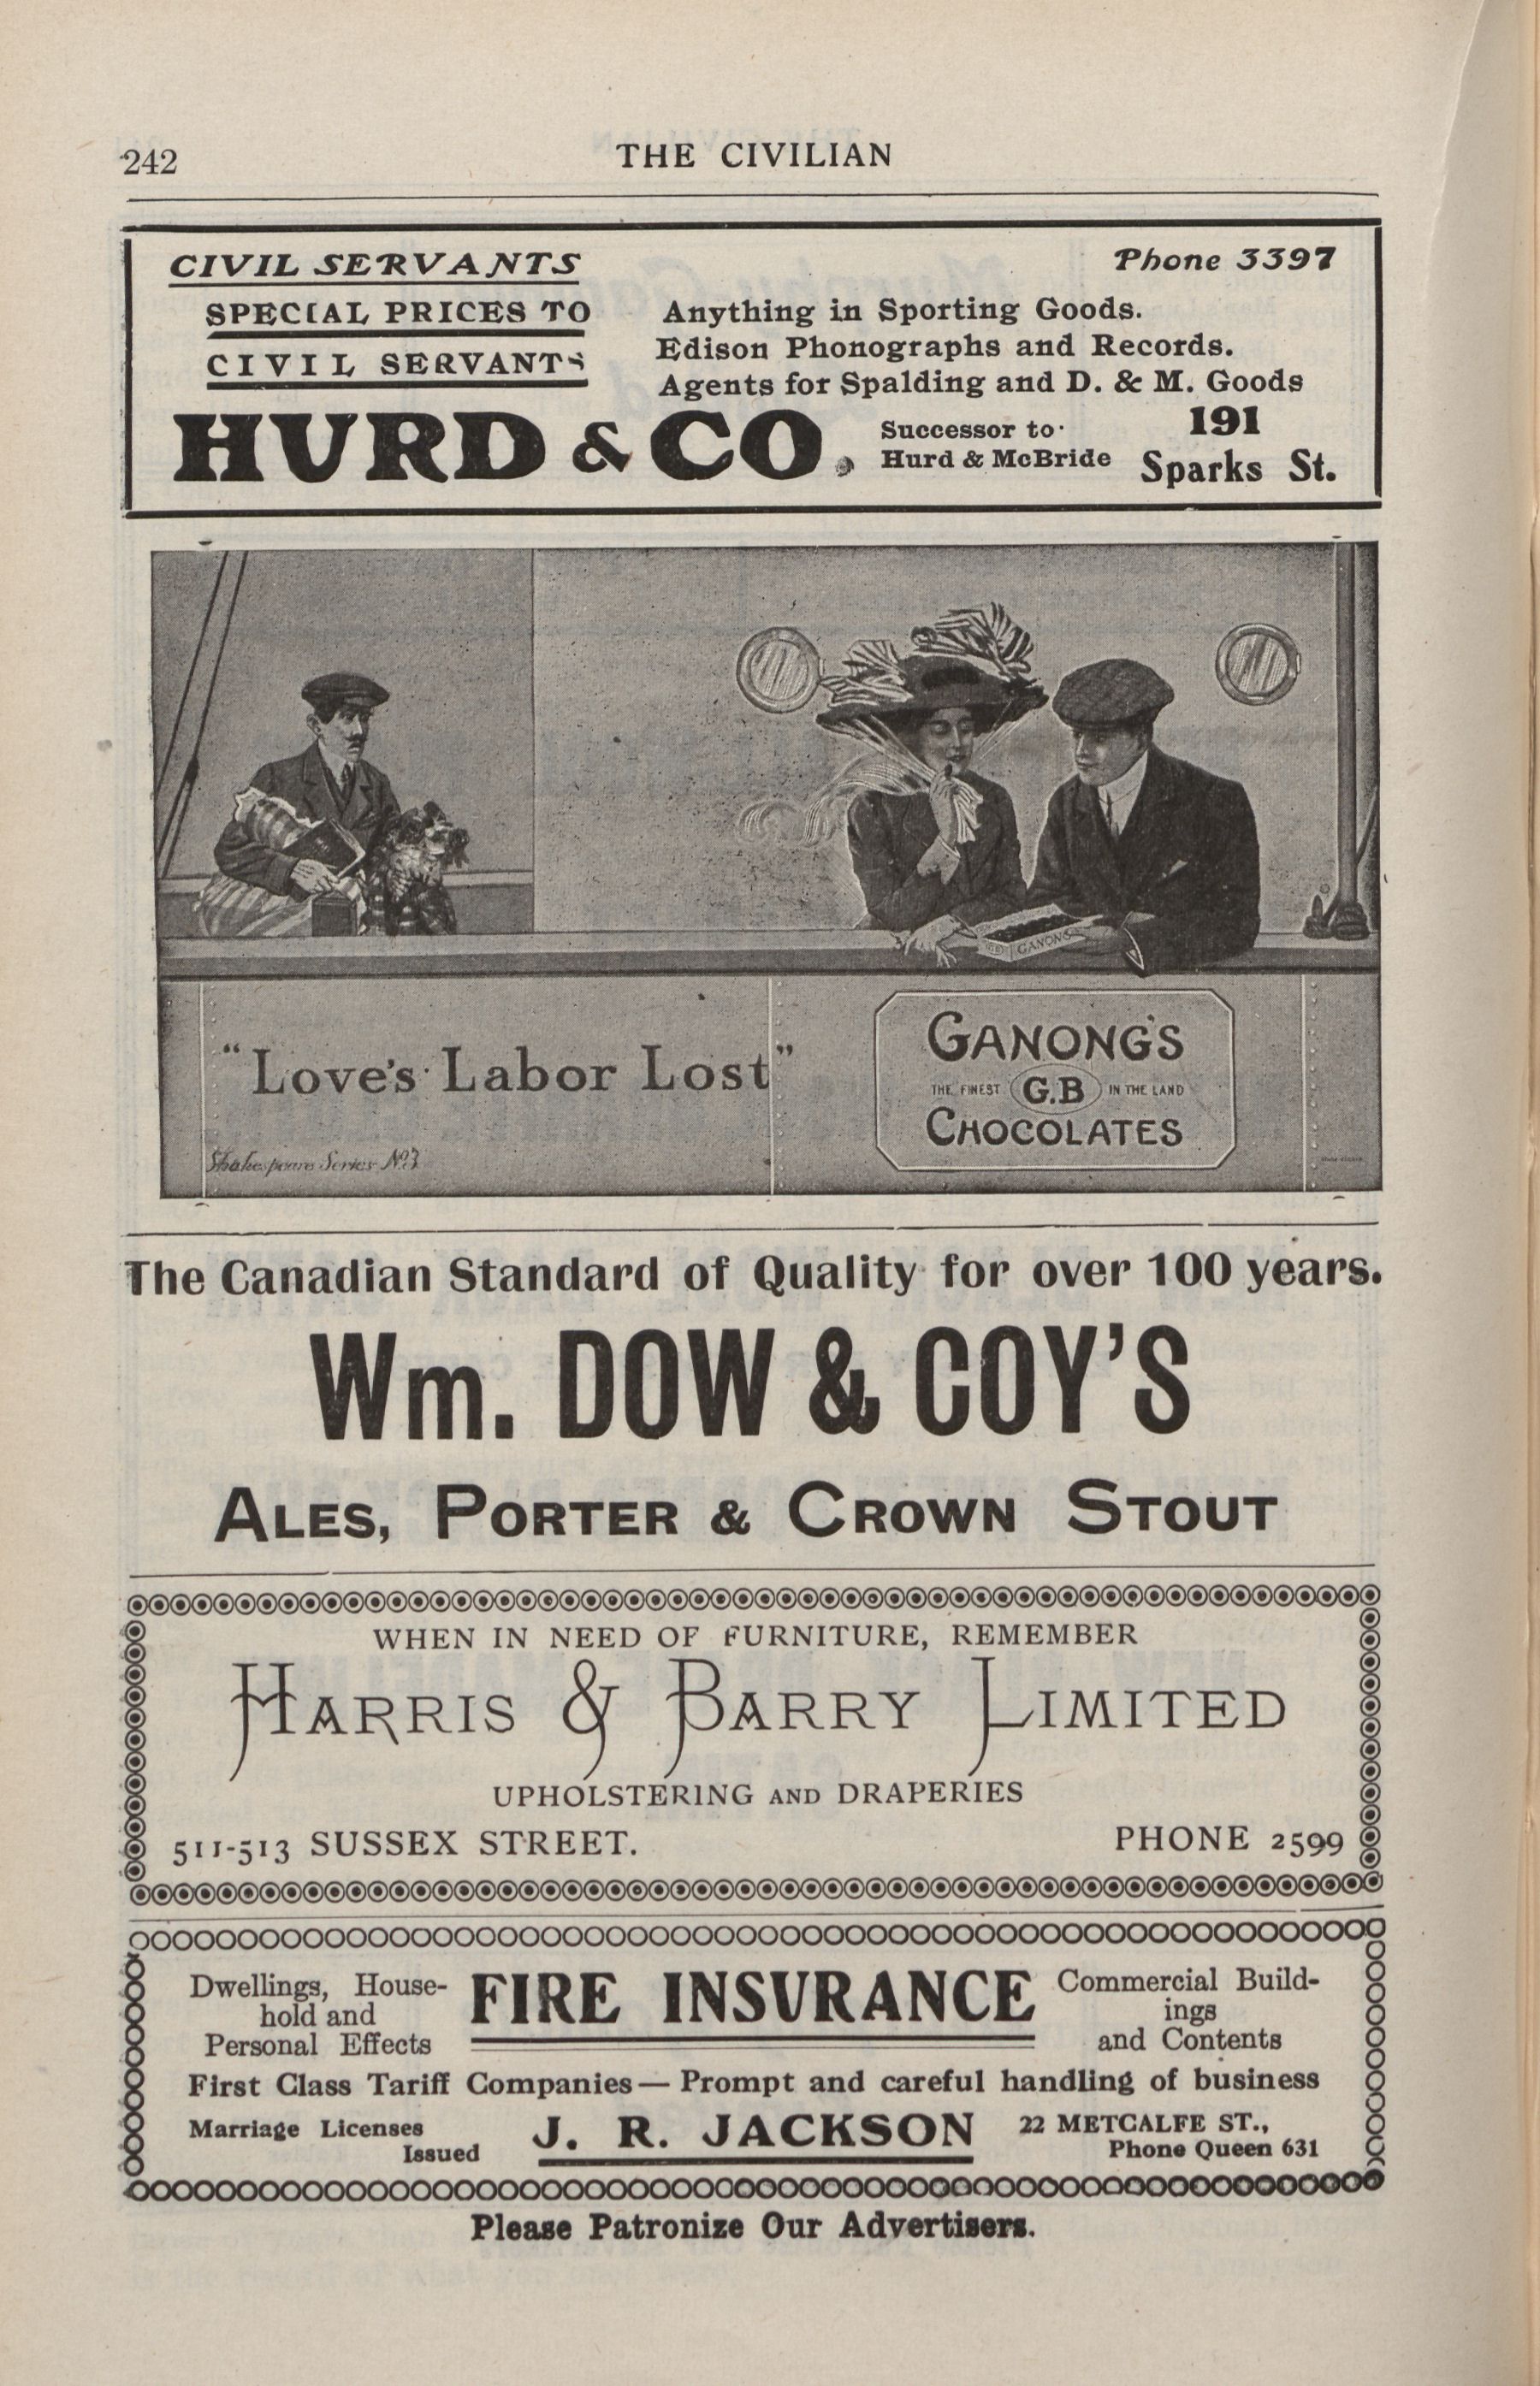 242
THE CIVILIAN
CIVIL SERVANTS
SPECIAL PRICES TO
CIVIL SERVANTS
Phone 3397
Anything in Sporting Goods.
Edison Phonographs and Records.
Agents for Spalding and D. & M. Goods
HURD & CO.
Successor to
Hurd & McBride
191
Sparks St.
GANONG
"Love's Labor Lost"
Shakespeare Series No 3
GANONG'S
THE FINEST G.B IN THE LAND
CHOCOLATES
The Canadian Standard of Quality for over 100 years.
Wm. DOW & COY'S
ALES, PORTER & CROWN STOUT
WHEN IN NEED OF FURNITURE, REMEMBER
HARRIS & BARRY LIMITED
UPHOLSTERING AND DRAPERIES
511-513 SUSSEX STREET.
PHONE 2599
Dwellings, House-
hold and
Personal Effects
FIRE INSURANCE
Commercial Build-
ings
and Contents
First Class Tariff Companies — Prompt and careful handling of business
Marriage Licenses
Issued
J. R. JACKSON
22 METCALFE ST.,
Phone Queen 631
Please Patronize Our Advertisers.